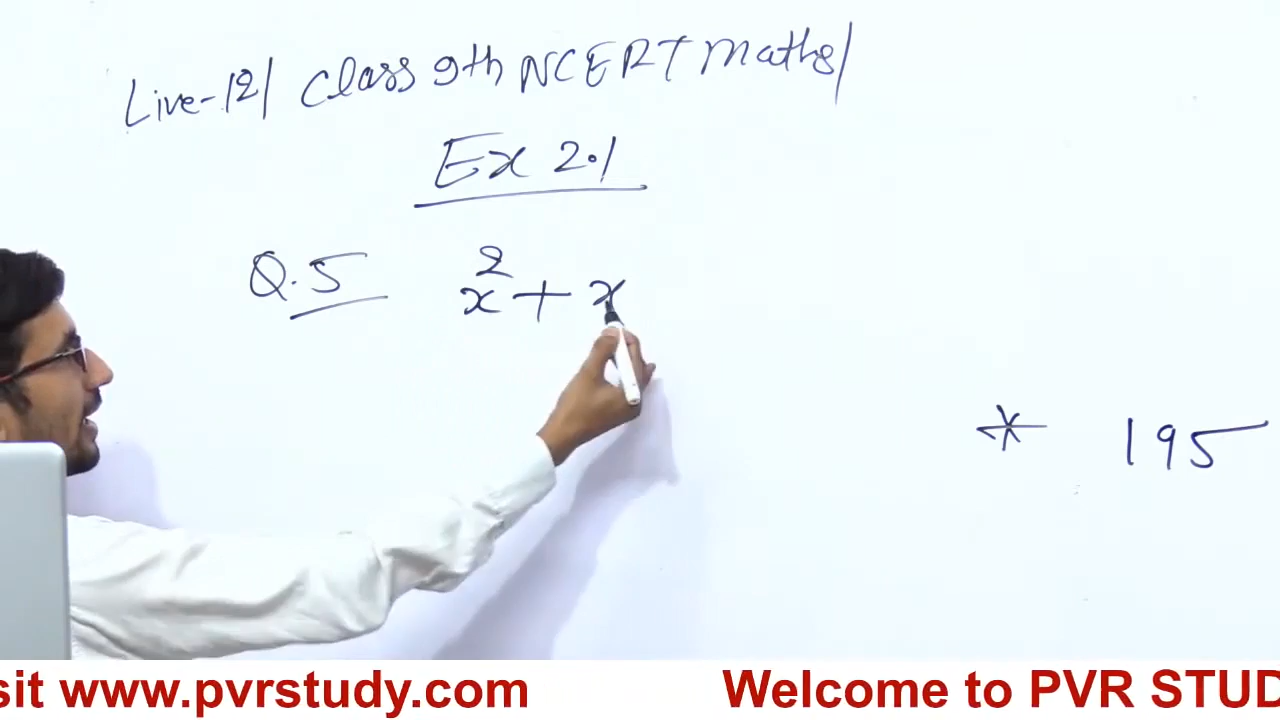 Live-12/ Class 9th NCERT Maths/
Ex 2.1
Q.5 x² + x
* 195
sit www.pvrstudy.com Welcome to PVR STUD